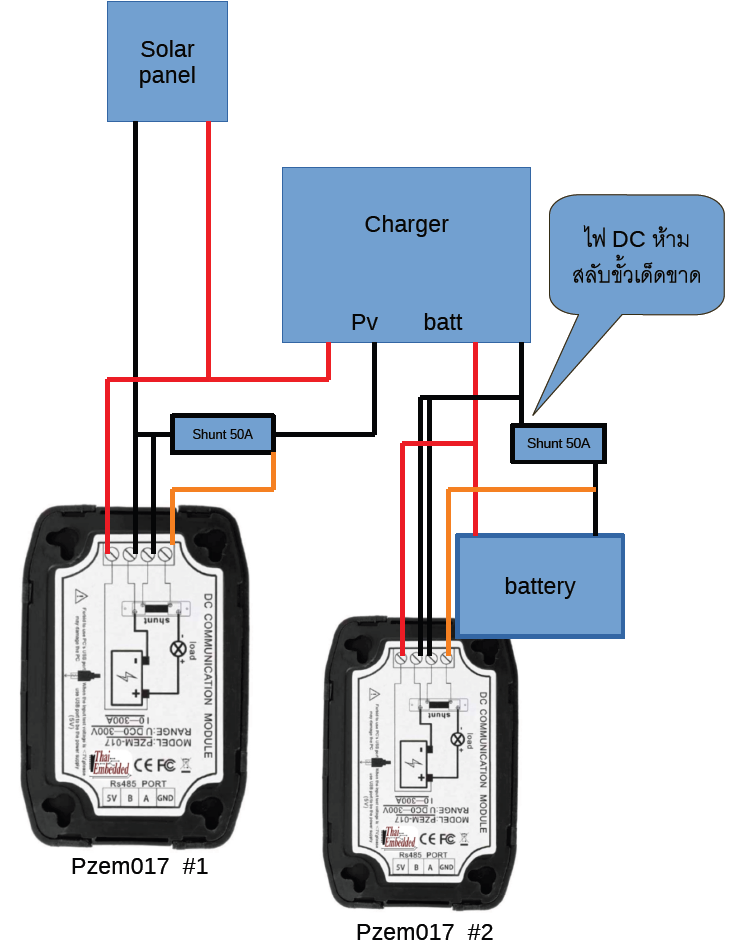 Solar
panel
Charger
Pv batt
ไฟ DC ห้าม
สลับขั้วเด็ดขาด
Shunt 50A
Shunt 50A
battery
DC COMMUNICATION MODULE
shunt
load
- +
- +
(5V)
I 0—300A
RANGE:U DC0—300V
MODEL:PZEM-017
Thai
Embedded
CE FC
Rs485 PORT
5V B A GND
Pzem017 #1
DC COMMUNICATION MODULE
shunt
load
- +
- +
(5V)
I 0—300A
RANGE:U DC0—300V
MODEL:PZEM-017
Thai
Embedded
CE FC
Rs485 PORT
5V B A GND
Pzem017 #2